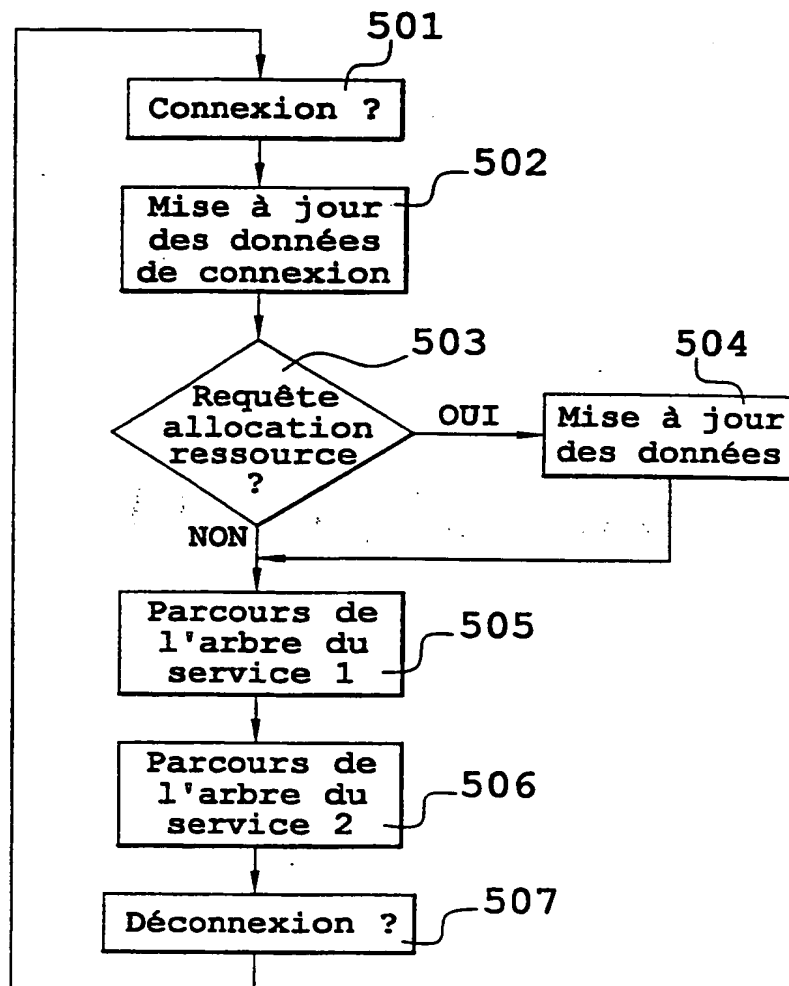 501
Connexion ?
502
Mise à jour
des données
de connexion
503
Requête
allocation
ressource
?
OUI
504
Mise à jour
des données
NON
Parcours de
l'arbre du
service 1
505
Parcours de
l'arbre du
service 2
506
Déconnexion ?
507